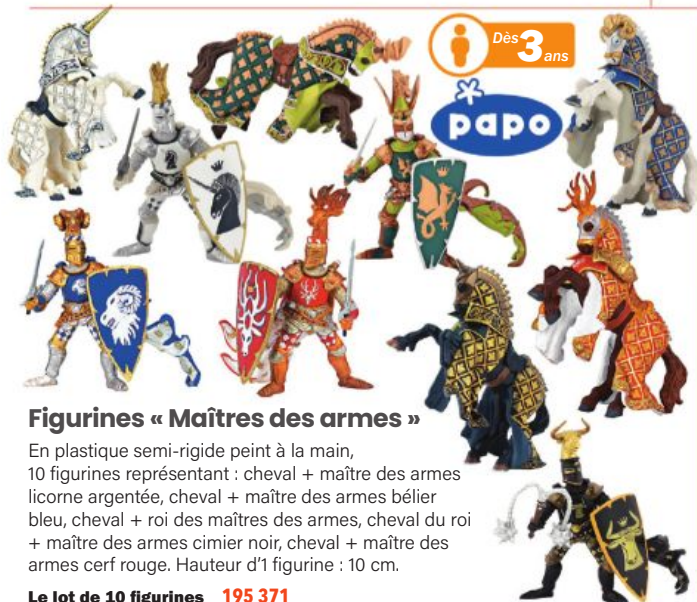 Dès 3 ans
papo
Figurines « Maîtres des armes »
En plastique semi-rigide peint à la main,
10 figurines représentant : cheval + maître des armes
licorne argentée, cheval + maître des armes bélier
bleu, cheval + roi des maîtres des armes, cheval du roi
+ maître des armes cimier noir, cheval + maître des
armes cerf rouge. Hauteur d'1 figurine : 10 cm.
Le lot de 10 figurines 195 371